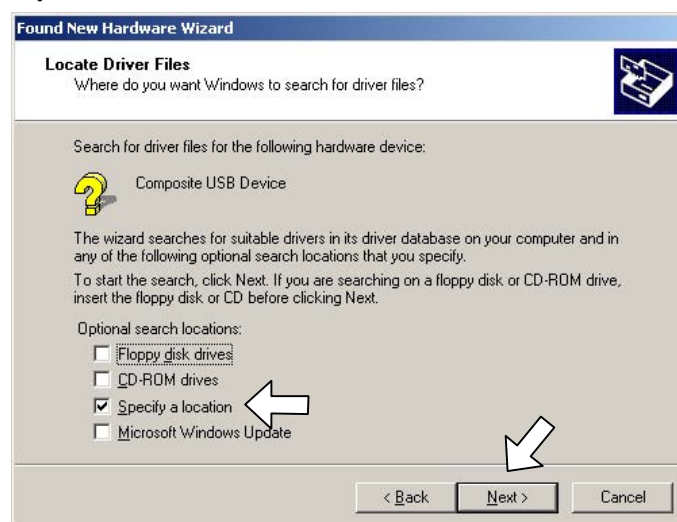 Found New Hardware Wizard
Locate Driver Files
Where do you want Windows to search for driver files?
Search for driver files for the following hardware device:
Composite USB Device
The wizard searches for suitable drivers in its driver database on your computer and in
any of the following optional search locations that you specify.
To start the search, click Next. If you are searching on a floppy disk or CD-ROM drive,
insert the floppy disk or CD before clicking Next.
Optional search locations:
Floppy disk drives
CD-ROM drives
Specify a location
Microsoft Windows Update
< Back Next > Cancel